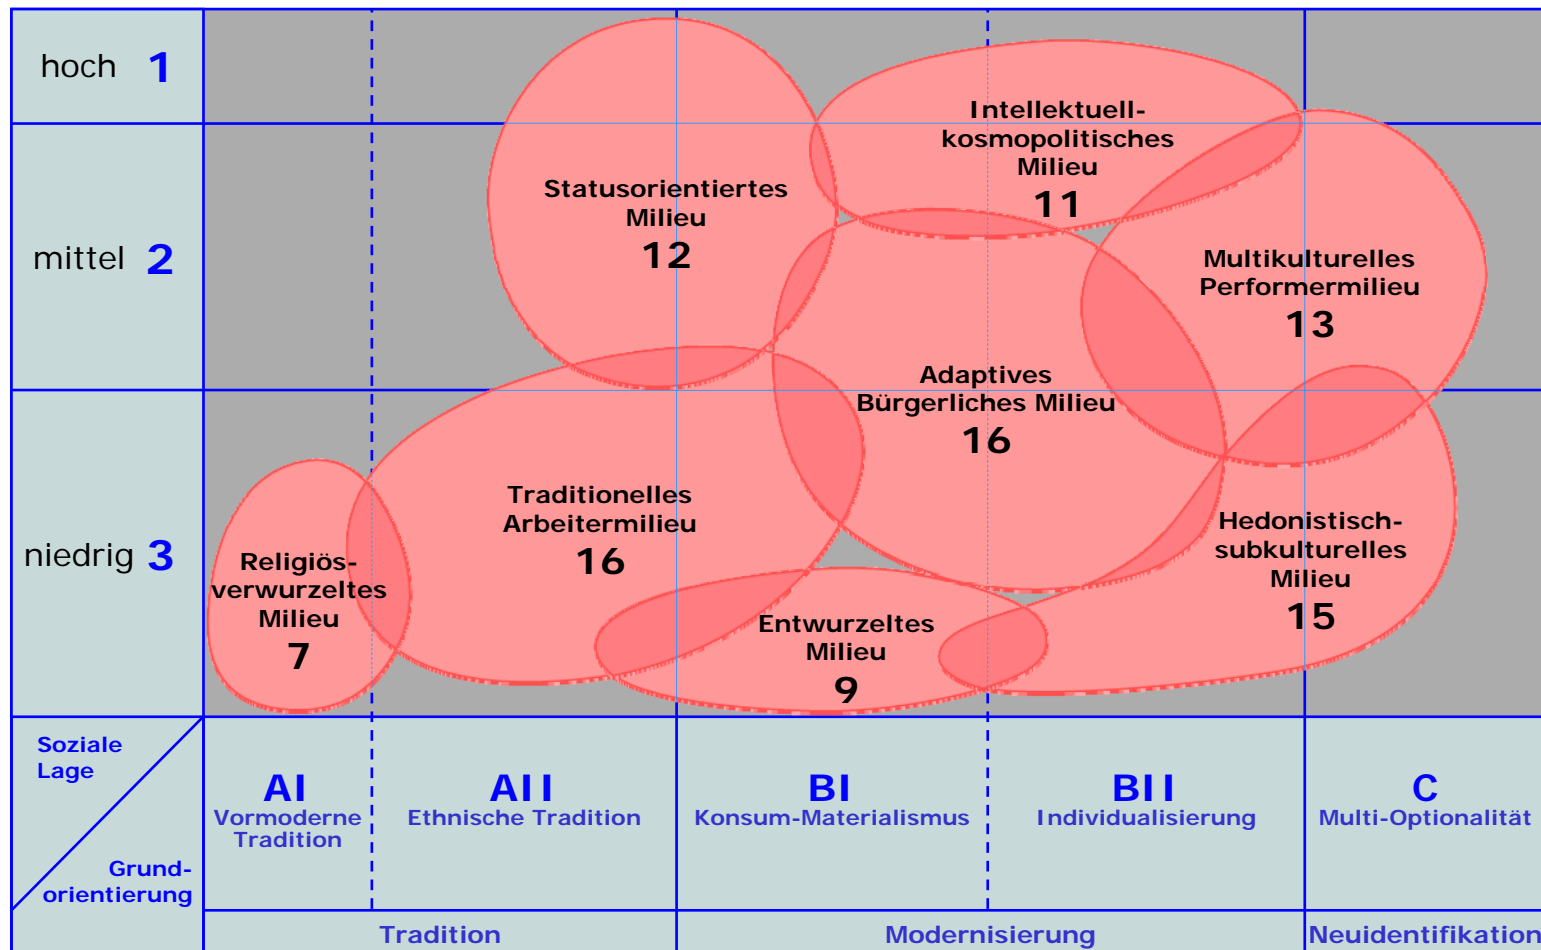 hoch 1
Intellektuell-
kosmopolitisches
Milieu
11
Statusorientiertes
Milieu
12
mittel 2
Multikulturelles
Performermilieu
13
Adaptives
Bürgerliches Milieu
16
Traditionelles
Arbeitermilieu
16
Hedonistisch-
subkulturelles
Milieu
15
niedrig 3
Religiös-
verwurzeltes
Milieu
7
Entwurzeltes
Milieu
9
Soziale
Lage
Grund-
orientierung
AI
Vormoderne
Tradition
AII
Ethnische Tradition
BI
Konsum-Materialismus
BII
Individualisierung
C
Multi-Optionalität
Tradition
Modernisierung
Neuidentifikation